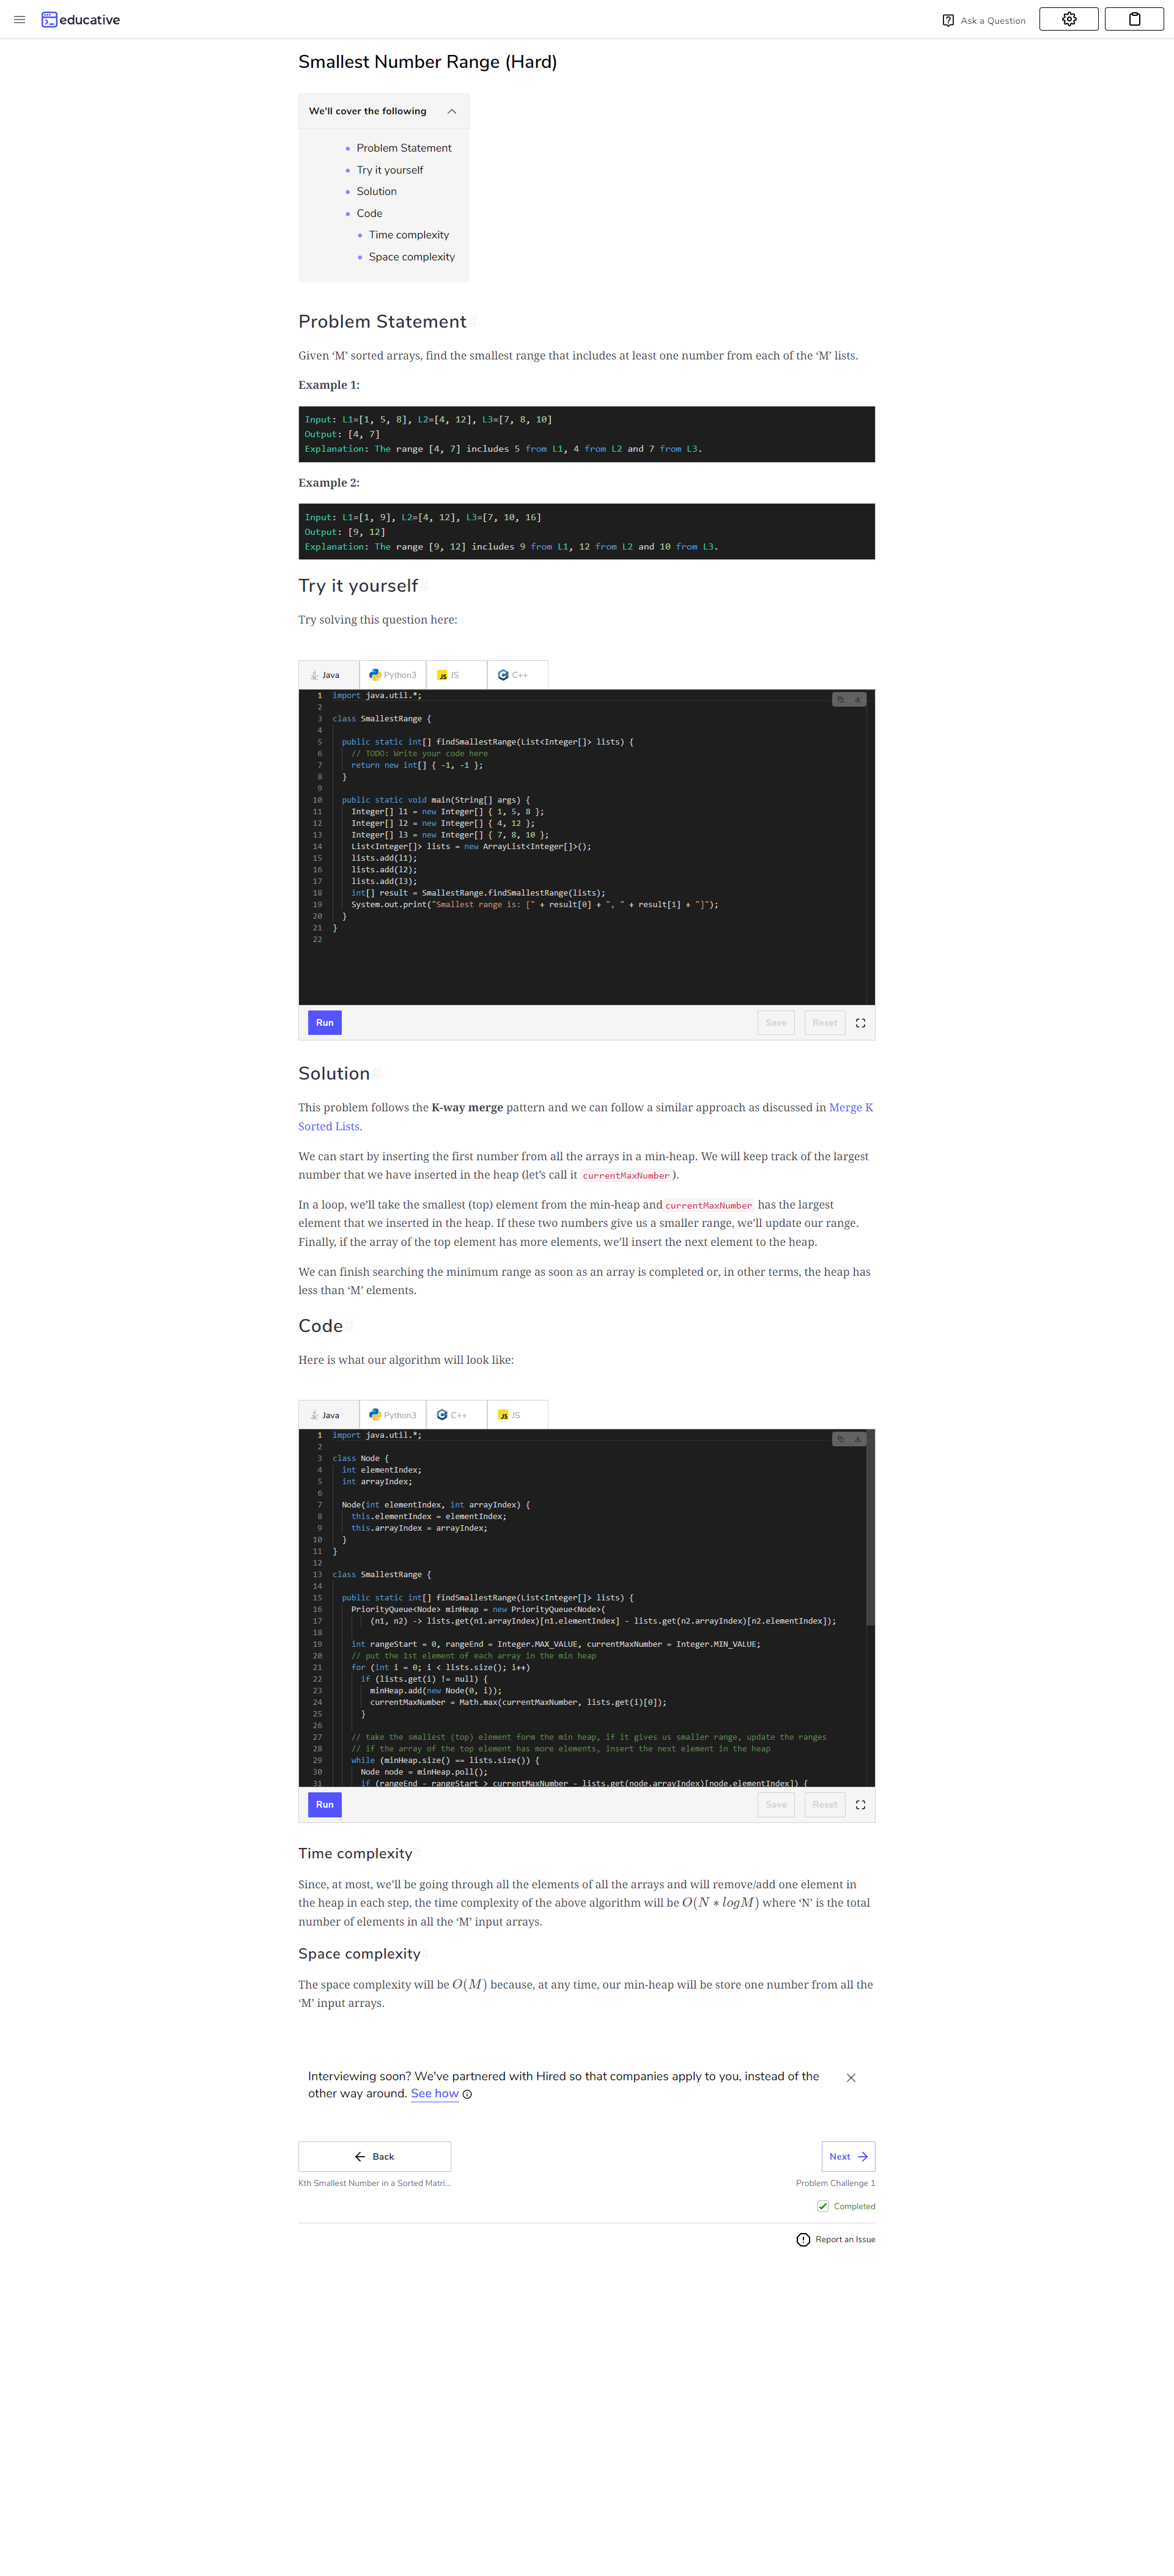 educative
Ask a Question
Smallest Number Range (Hard)
We'll cover the following
Problem Statement
Try it yourself
Solution
Code
Time complexity
Space complexity
Problem Statement#
Given ‘M’ sorted arrays, find the smallest range that includes at least one number from each of the ‘M’ lists.
Example 1:
Input: L1=[1, 5, 8], L2=[4, 12], L3=[7, 8, 10]
Output: [4, 7]
Explanation: The range [4, 7] includes 5 from L1, 4 from L2 and 7 from L3.
Example 2:
Input: L1=[1, 9], L2=[4, 12], L3=[7, 10, 16]
Output: [9, 12]
Explanation: The range [9, 12] includes 9 from L1, 12 from L2 and 10 from L3.
Try it yourself#
Try solving this question here:
Java Python3 JS C++
1 import java.util.*;
2
3 class SmallestRange {
4
5 public static int[] findSmallestRange(List<Integer[]> lists) {
6 // TODO: Write your code here
7 return new int[] { -1, -1 };
8 }
9
10 public static void main(String[] args) {
11 Integer[] l1 = new Integer[] { 1, 5, 8 };
12 Integer[] l2 = new Integer[] { 4, 12 };
13 Integer[] l3 = new Integer[] { 7, 8, 10 };
14 List<Integer[]> lists = new ArrayList<Integer[]>();
15 lists.add(l1);
16 lists.add(l2);
17 lists.add(l3);
18 int[] result = SmallestRange.findSmallestRange(lists);
19 System.out.print("Smallest range is: [" + result[0] + ", " + result[1] + "]");
20 }
21 }
22
Run Save Reset
Solution#
This problem follows the K-way merge pattern and we can follow a similar approach as discussed in Merge K
Sorted Lists.
We can start by inserting the first number from all the arrays in a min-heap. We will keep track of the largest
number that we have inserted in the heap (let’s call it currentMaxNumber).
In a loop, we’ll take the smallest (top) element from the min-heap and currentMaxNumber has the largest
element that we inserted in the heap. If these two numbers give us a smaller range, we’ll update our range.
Finally, if the array of the top element has more elements, we’ll insert the next element to the heap.
We can finish searching the minimum range as soon as an array is completed or, in other terms, the heap has
less than ‘M’ elements.
Code#
Here is what our algorithm will look like:
Java Python3 C++ JS
1 import java.util.*;
2
3 class Node {
4 int elementIndex;
5 int arrayIndex;
6
7 Node(int elementIndex, int arrayIndex) {
8 this.elementIndex = elementIndex;
9 this.arrayIndex = arrayIndex;
10 }
11 }
12
13 class SmallestRange {
14
15 public static int[] findSmallestRange(List<Integer[]> lists) {
16 PriorityQueue<Node> minHeap = new PriorityQueue<Node>(
17 (n1, n2) -> lists.get(n1.arrayIndex)[n1.elementIndex] - lists.get(n2.arrayIndex)[n2.elementIndex]);
18
19 int rangeStart = 0, rangeEnd = Integer.MAX_VALUE, currentMaxNumber = Integer.MIN_VALUE;
20 // put the 1st element of each array in the min heap
21 for (int i = 0; i < lists.size(); i++)
22 if (lists.get(i) != null) {
23 minHeap.add(new Node(0, i));
24 currentMaxNumber = Math.max(currentMaxNumber, lists.get(i)[0]);
25 }
26
27 // take the smallest (top) element form the min heap, if it gives us smaller range, update the ranges
28 // if the array of the top element has more elements, insert the next element in the heap
29 while (minHeap.size() == lists.size()) {
30 Node node = minHeap.poll();
31 if (rangeEnd - rangeStart > currentMaxNumber - lists.get(node.arrayIndex)[node.elementIndex]) {
Run Save Reset
Time complexity
Since, at most, we’ll be going through all the elements of all the arrays and will remove/add one element in
the heap in each step, the time complexity of the above algorithm will be O(N ∗ logM) where ‘N’ is the total
number of elements in all the ‘M’ input arrays.
Space complexity#
The space complexity will be O(M) because, at any time, our min-heap will be store one number from all the
‘M’ input arrays.
Interviewing soon? We've partnered with Hired so that companies apply to you, instead of the
other way around. See how
Back Next
Kth Smallest Number in a Sorted Matri... Problem Challenge 1
Completed
Report an Issue